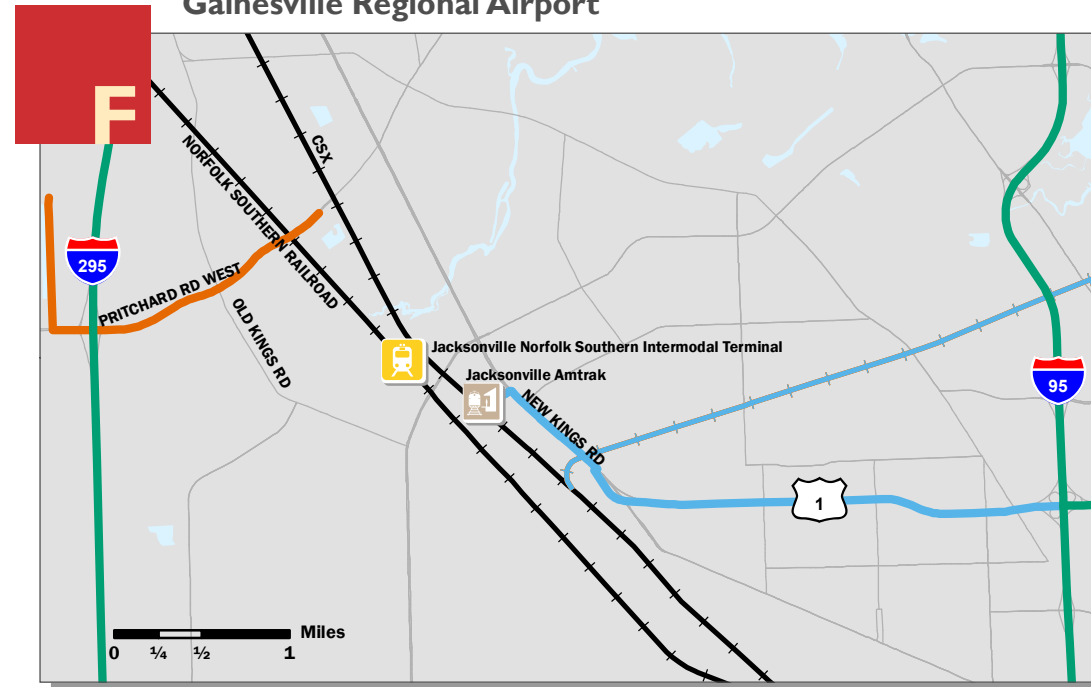 Gainesville Regional Airport
F
CSX
NORFOLK SOUTHERN RAILROAD
295
PRITCHARD RD WEST
OLD KINGS RD
Jacksonville Norfolk Southern Intermodal Terminal
Jacksonville Amtrak
NEW KINGS RD
95
1
Miles
0 ¼ ½ 1